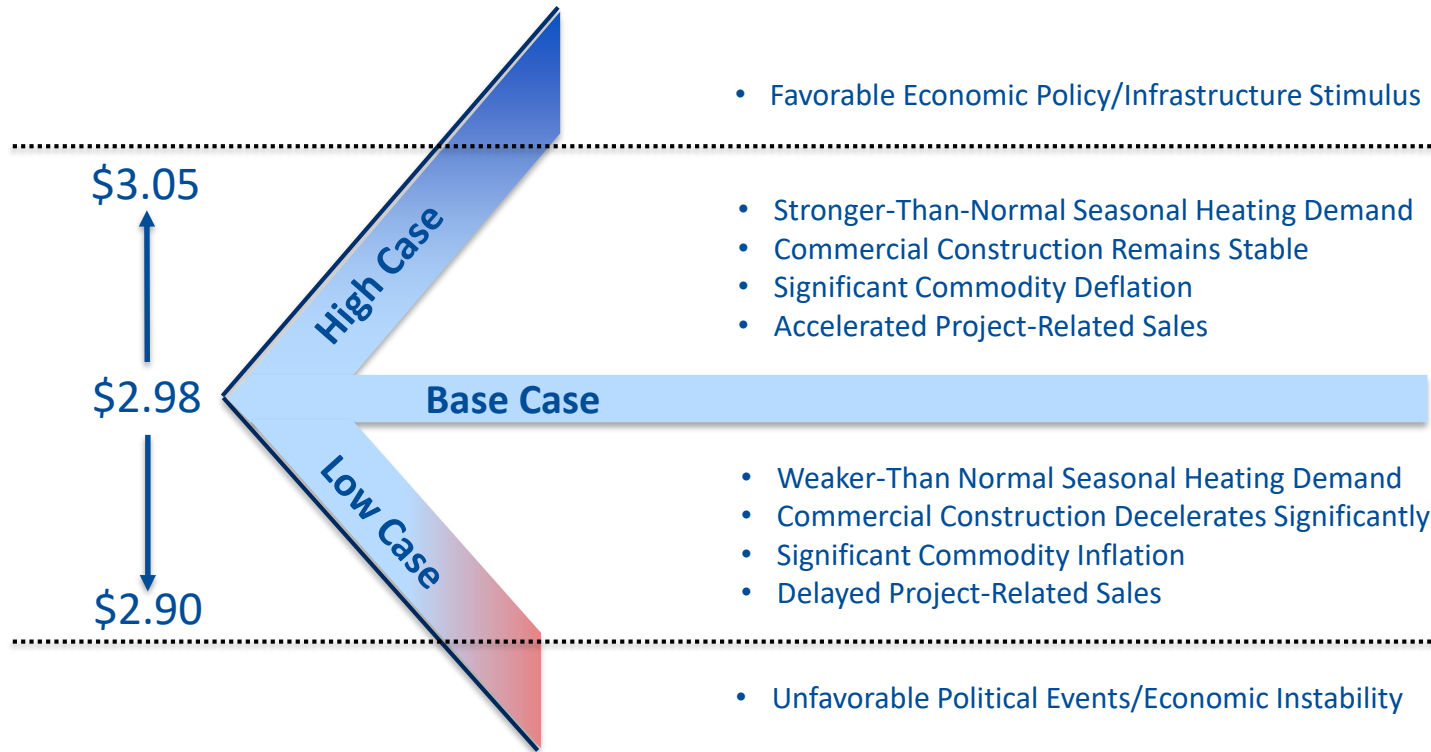 • Favorable Economic Policy/Infrastructure Stimulus
$3.05
• Stronger-Than-Normal Seasonal Heating Demand
• Commercial Construction Remains Stable
• Significant Commodity Deflation
• Accelerated Project-Related Sales
High Case
$2.98
Base Case
Low Case
• Weaker-Than Normal Seasonal Heating Demand
• Commercial Construction Decelerates Significantly
• Significant Commodity Inflation
• Delayed Project-Related Sales
$2.90
• Unfavorable Political Events/Economic Instability